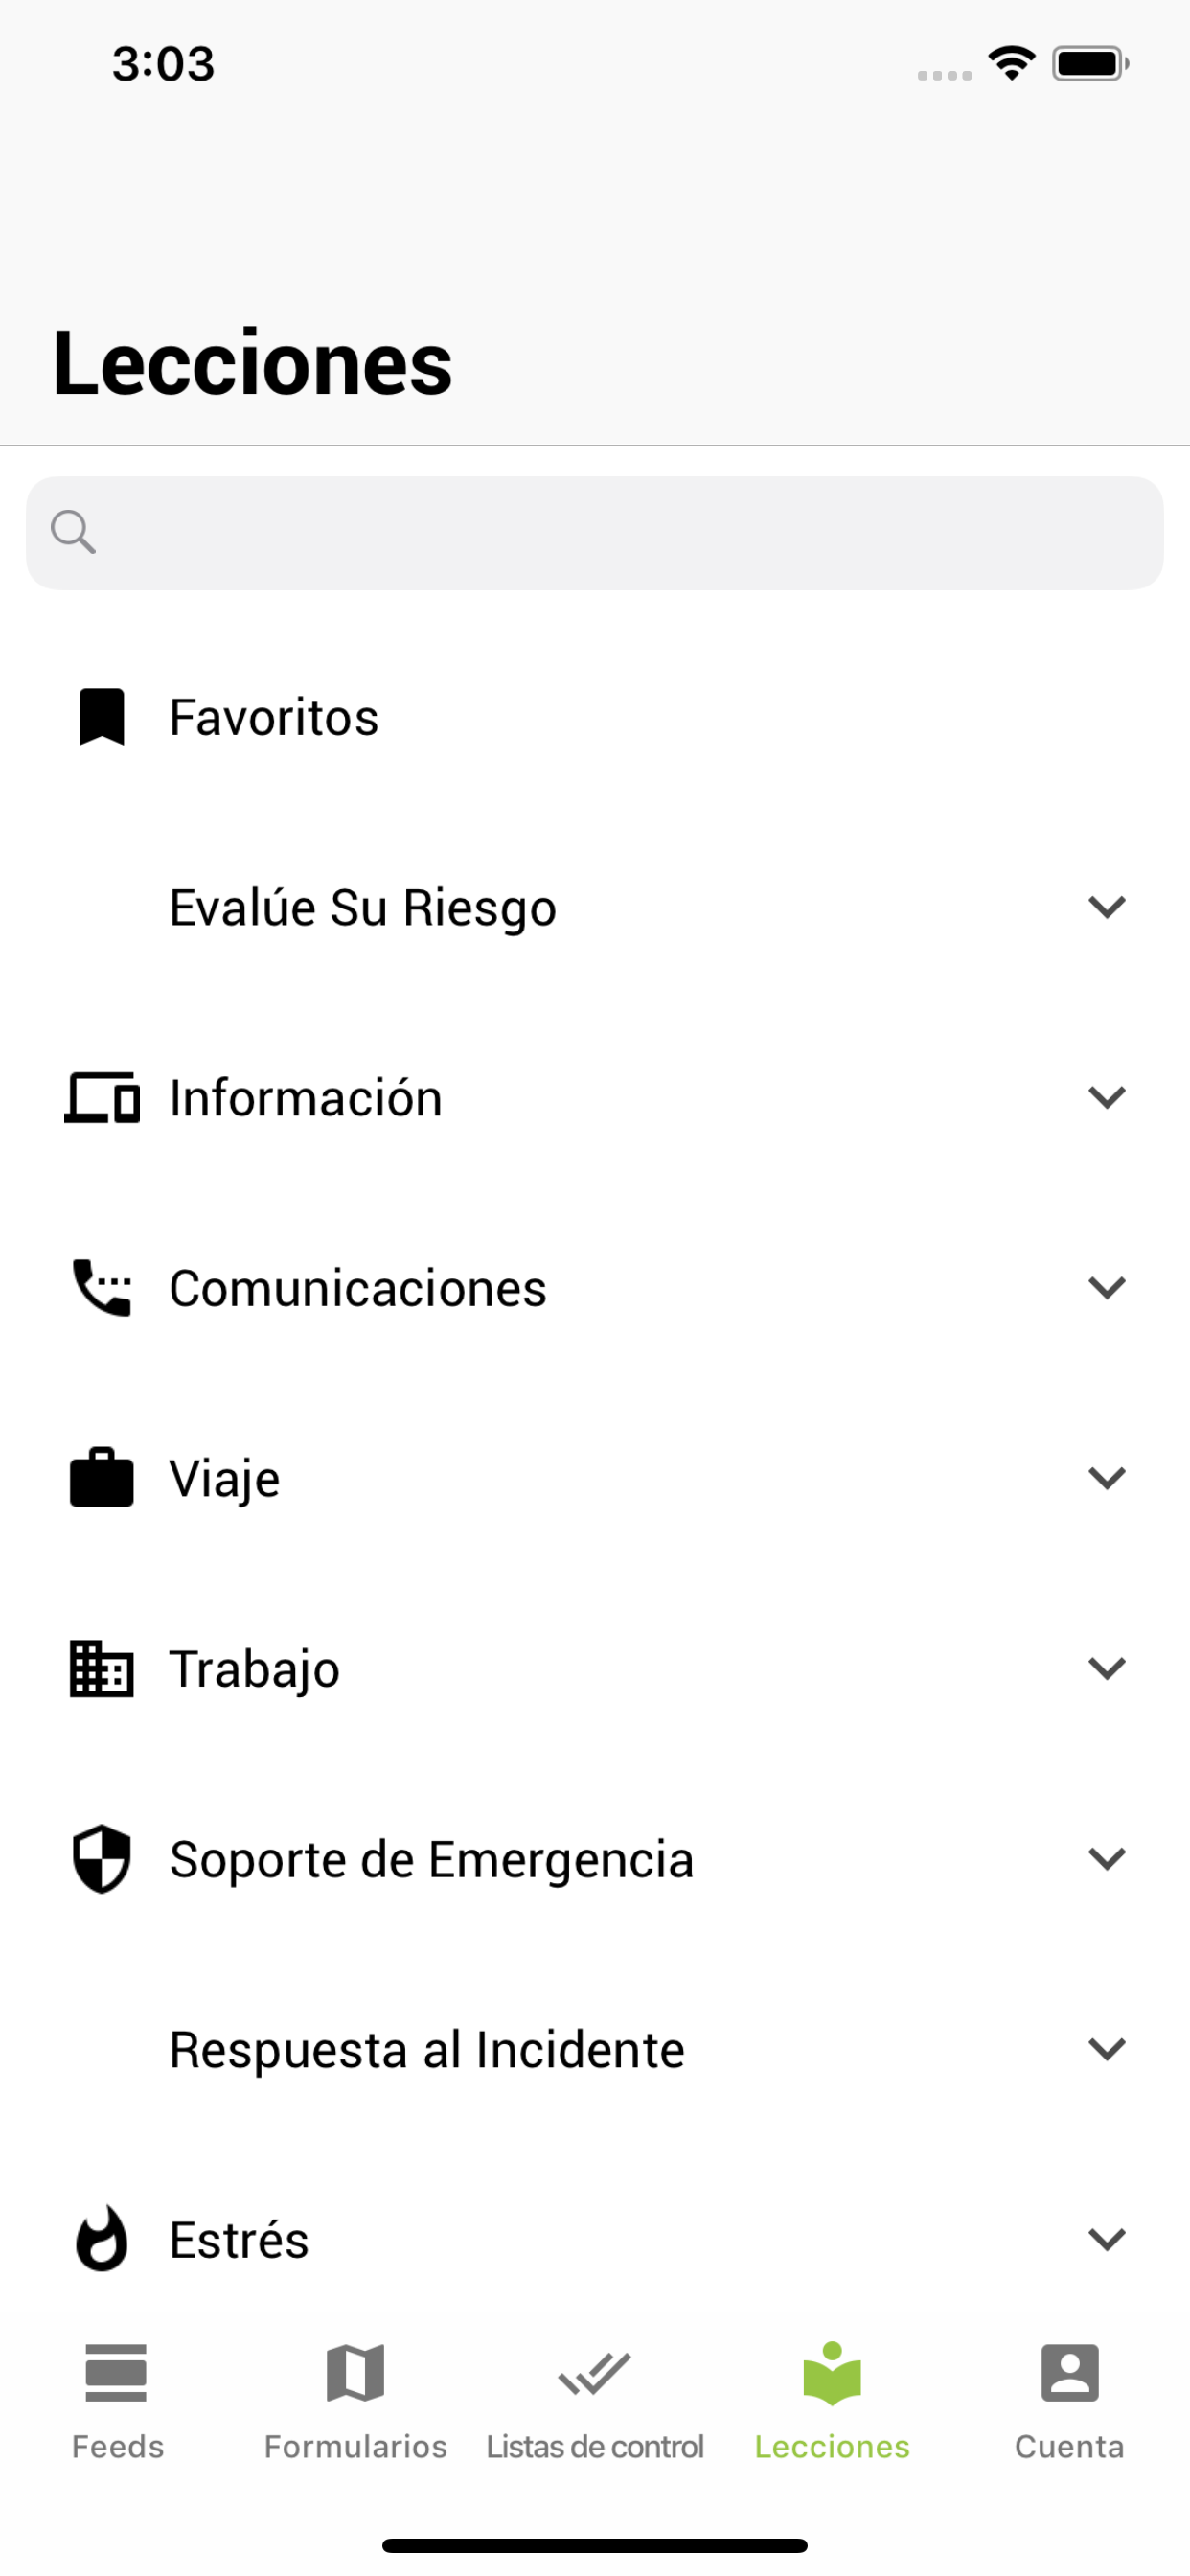 3:03
Lecciones
Favoritos
Evalúe Su Riesgo
Información
Comunicaciones
Viaje
Trabajo
Soporte de Emergencia
Respuesta al Incidente
Estrés
Feeds
Formularios
Listas de control
Lecciones
Cuenta